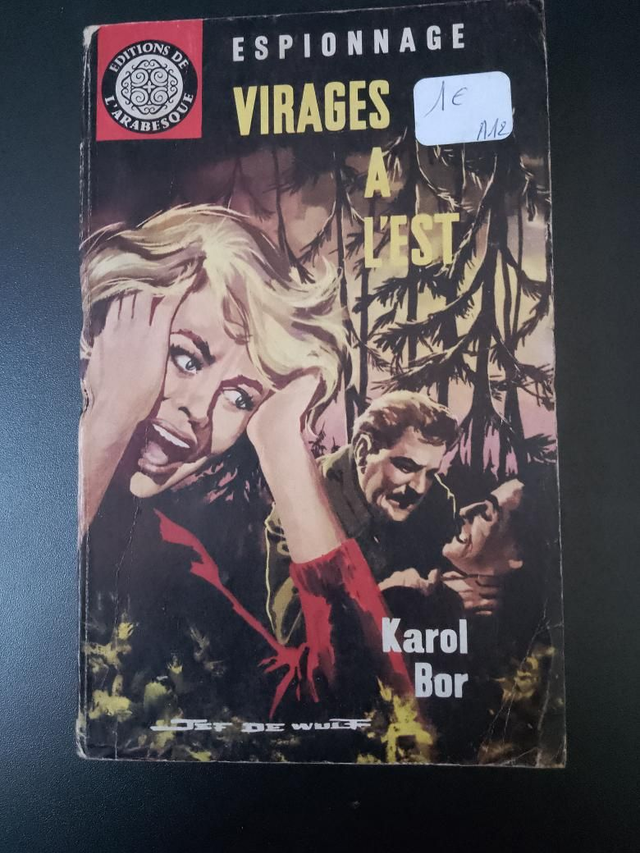 EDITIONS DE
L'ARABESQUE
ESPIONNAGE
VIRAGES
1€
A12
A
L'EST
Karol
Bor
JEF DE WULF